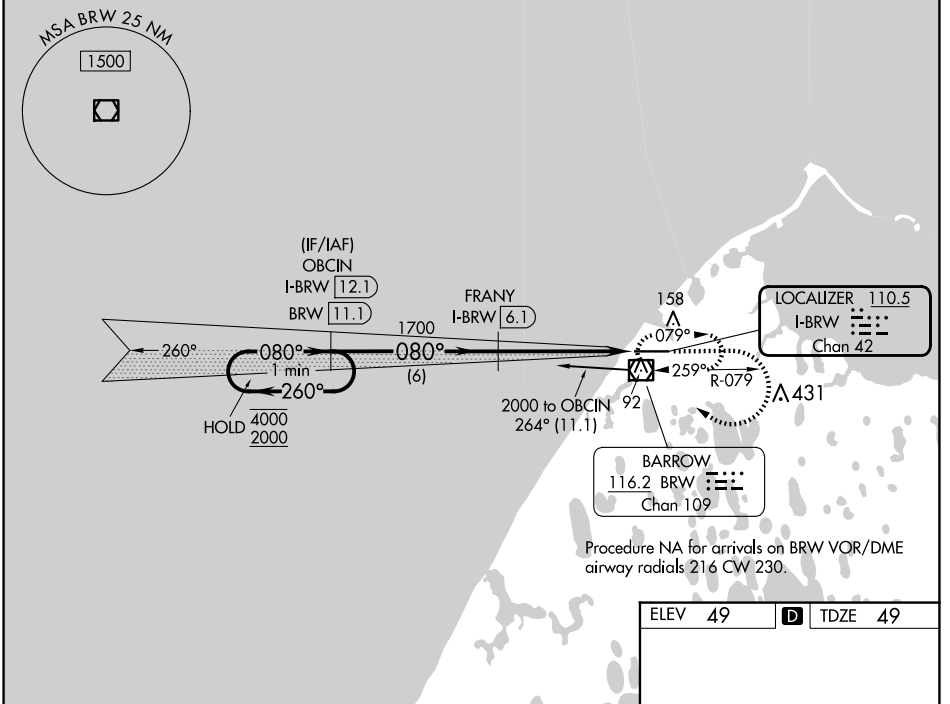 MSA BRW 25 NM
1500
(IF/IAF)
OBCIN
I-BRW 12.1
BRW 11.1
FRANY
I-BRW 6.1
1700
260°
080°
080°
1 min
(6)
260°
HOLD 4000
2000
158
079°
259°
R-079
92
431
2000 to OBCIN
264° (11.1)
LOCALIZER 110.5
I-BRW
Chan 42
BARROW
116.2 BRW
Chan 109
Procedure NA for arrivals on BRW VOR/DME
airway radials 216 CW 230.
ELEV 49 D TDZE 49